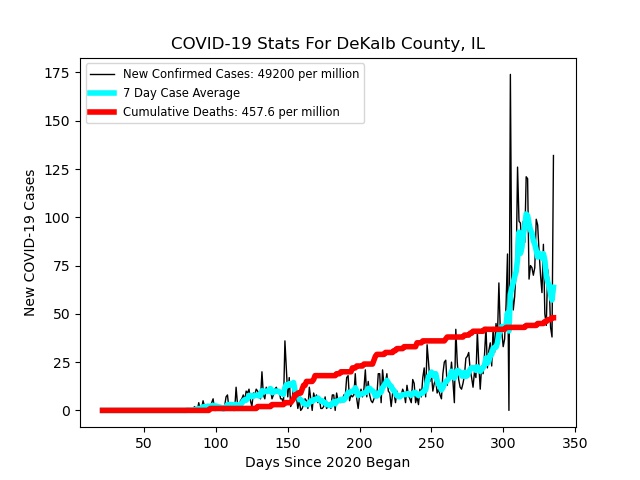 COVID-19 Stats For DeKalb County, IL
New Confirmed Cases: 49200 per million
7 Day Case Average
Cumulative Deaths: 457.6 per million
New COVID-19 Cases
175
150
125
100
75
50
25
0
50 100 150 200 250 300 350
Days Since 2020 Began